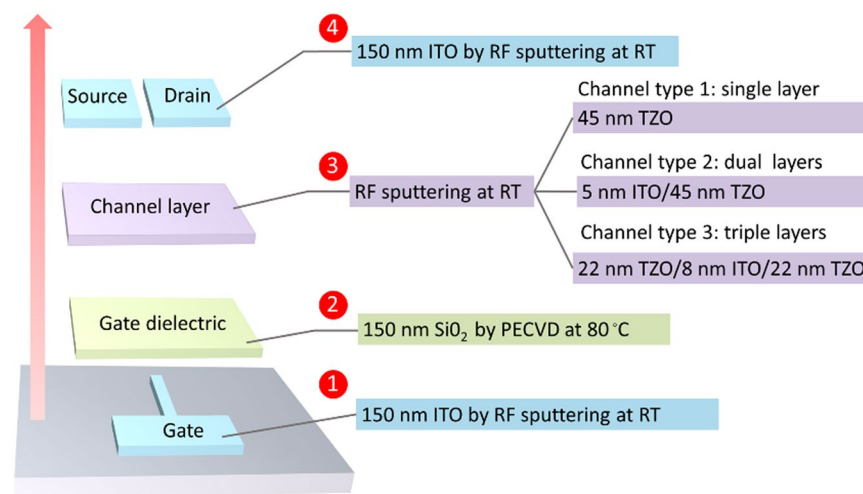 4
150 nm ITO by RF sputtering at RT
Source
Drain
Channel type 1: single layer
45 nm TZO
3
Channel type 2: dual layers
RF sputtering at RT
5 nm ITO/45 nm TZO
Channel layer
Channel type 3: triple layers
22 nm TZO/8 nm ITO/22 nm TZO
2
Gate dielectric
150 nm Si0₂ by PECVD at 80 °C
1
150 nm ITO by RF sputtering at RT
Gate